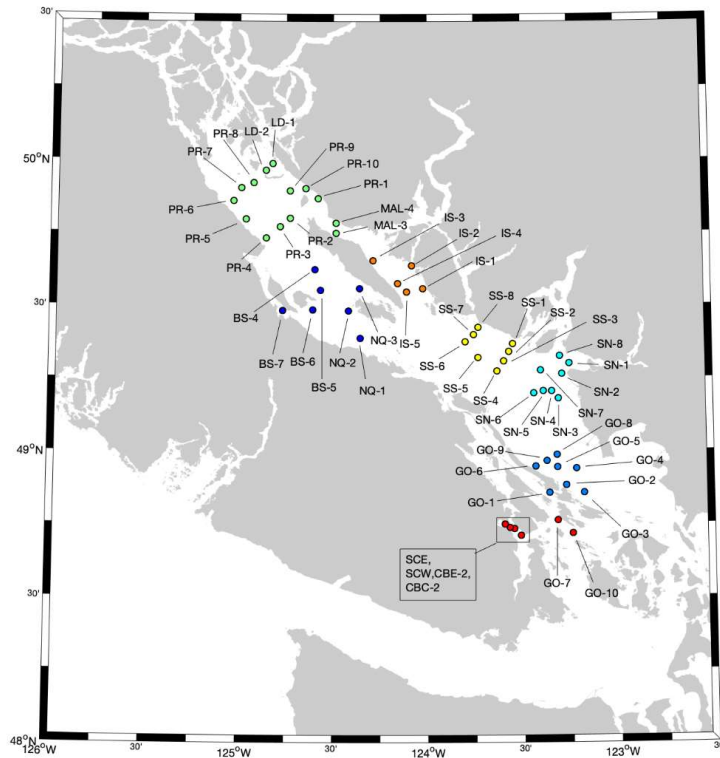 30'
LD-1
LD-2
PR-8
PR-9
50°N
PR-7
PR-10
PR-1
PR-6
MAL-4
IS-3
MAL-3
IS-2
PR-5
PR-2
IS-4
PR-3
IS-1
PR-4
SS-8
30'
SS-7
SS-1
SS-2
BS-4
NQ-3
SS-3
IS-5
SN-8
BS-7
BS-6
NQ-2
SS-6
SN-1
BS-5
NQ-1
SS-5
SN-2
SS-4
SN-7
SN-6
GO-8
SN-5
SN-4
SN-3
GO-5
49°N
GO-9
GO-4
GO-6
GO-2
GO-1
GO-3
SCE,
SCW,CBE-2,
CBC-2
GO-7
GO-10
30'
48°N
126°W
30'
125°W
30'
124°W
30'
123°W
30'